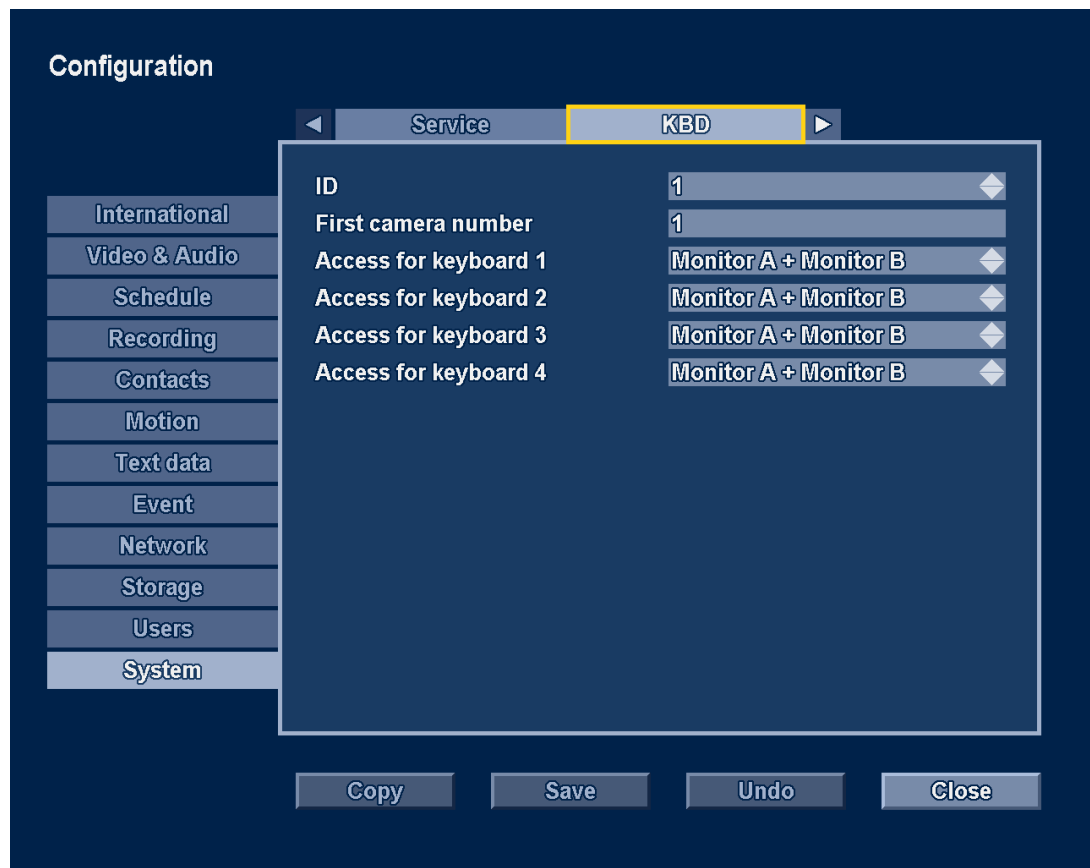 Configuration
Service KBD
ID 1
First camera number 1
Access for keyboard 1 Monitor A + Monitor B
Access for keyboard 2 Monitor A + Monitor B
Access for keyboard 3 Monitor A + Monitor B
Access for keyboard 4 Monitor A + Monitor B
International
Video & Audio
Schedule
Recording
Contacts
Motion
Text data
Event
Network
Storage
Users
System
Copy Save Undo Close